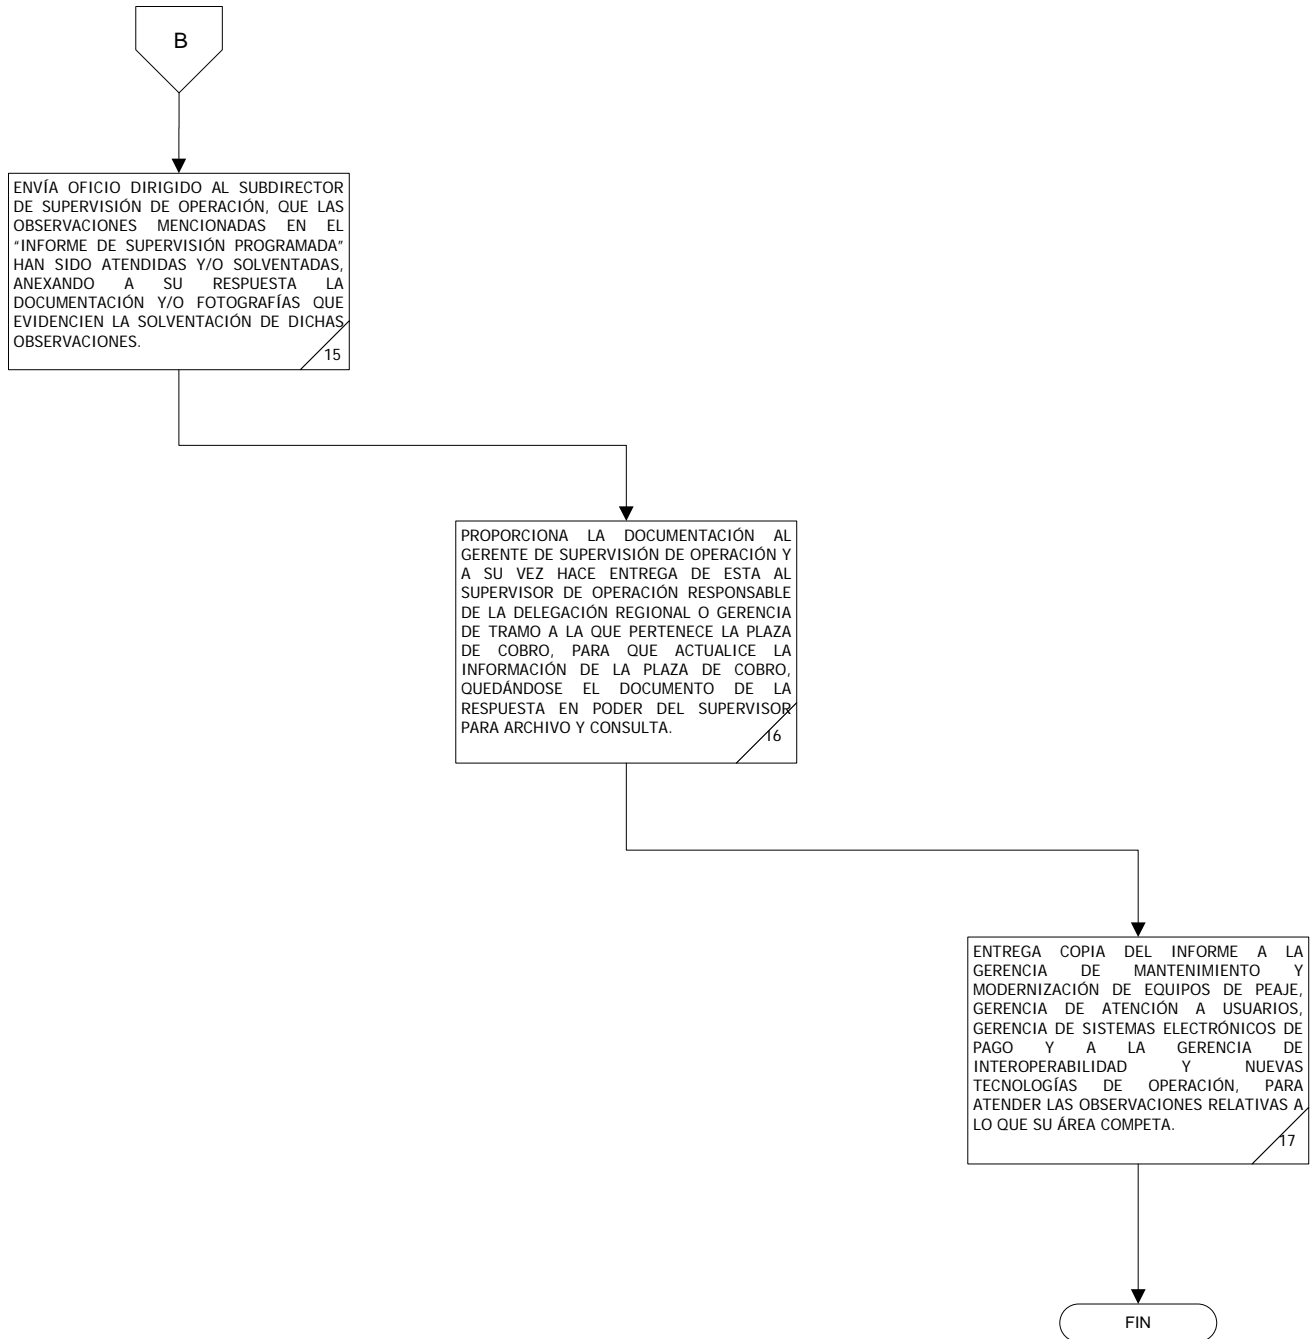 B
ENVÍA OFICIO DIRIGIDO AL SUBDIRECTOR
DE SUPERVISIÓN DE OPERACIÓN, QUE LAS
OBSERVACIONES MENCIONADAS EN EL
“INFORME DE SUPERVISIÓN PROGRAMADA”
HAN SIDO ATENDIDAS Y/O SOLVENTADAS,
ANEXANDO A SU RESPUESTA LA
DOCUMENTACIÓN Y/O FOTOGRAFÍAS QUE
EVIDENCIEN LA SOLVENTACIÓN DE DICHAS
OBSERVACIONES.
15
PROPORCIONA LA DOCUMENTACIÓN AL
GERENTE DE SUPERVISIÓN DE OPERACIÓN Y
A SU VEZ HACE ENTREGA DE ESTA AL
SUPERVISOR DE OPERACIÓN RESPONSABLE
DE LA DELEGACIÓN REGIONAL O GERENCIA
DE TRAMO A LA QUE PERTENECE LA PLAZA
DE COBRO, PARA QUE ACTUALICE LA
INFORMACIÓN DE LA PLAZA DE COBRO,
QUEDÁNDOSE EL DOCUMENTO DE LA
RESPUESTA EN PODER DEL SUPERVISOR
PARA ARCHIVO Y CONSULTA.
16
ENTREGA COPIA DEL INFORME A LA
GERENCIA DE MANTENIMIENTO Y
MODERNIZACIÓN DE EQUIPOS DE PEAJE,
GERENCIA DE ATENCIÓN A USUARIOS,
GERENCIA DE SISTEMAS ELECTRÓNICOS DE
PAGO Y A LA GERENCIA DE
INTEROPERABILIDAD Y NUEVAS
TECNOLOGÍAS DE OPERACIÓN, PARA
ATENDER LAS OBSERVACIONES RELATIVAS A
LO QUE SU ÁREA COMPETA.
17
FIN